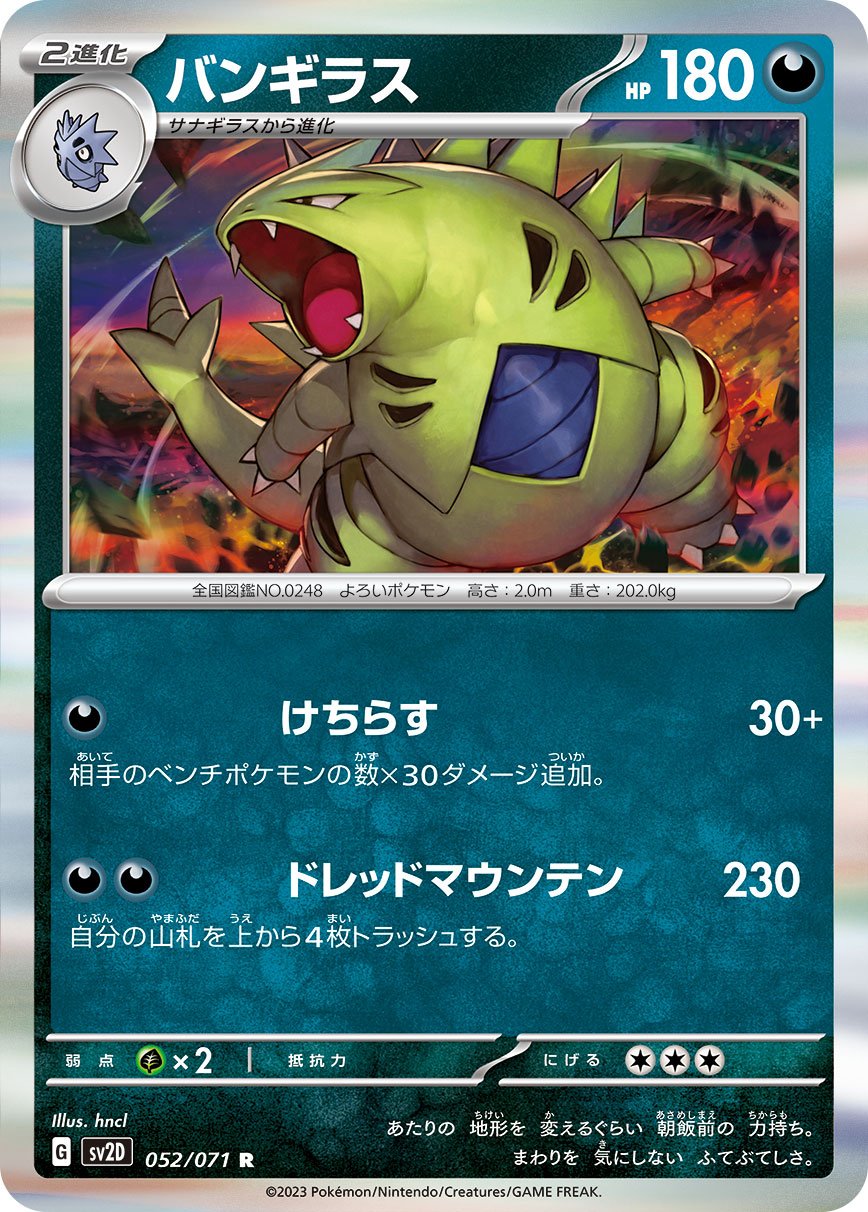 2進化
バンギラス
HP 180
サナギラスから進化
全国図鑑NO.0248 よろいポケモン 高さ：2.0m 重さ：202.0kg
けちらす 30+
相手のベンチポケモンの数×30ダメージ追加。
ドレッドマウンテン 230
自分の山札を上から4枚トラッシュする。
弱点 ×2 抵抗力 にげる
Illus. hncl
あたりの 地形を 変えるぐらい 朝飯前の 力持ち。
まわりを 気にしない ふてぶてしさ。
G sv2D 052/071 R
©2023 Pokémon/Nintendo/Creatures/GAME FREAK.